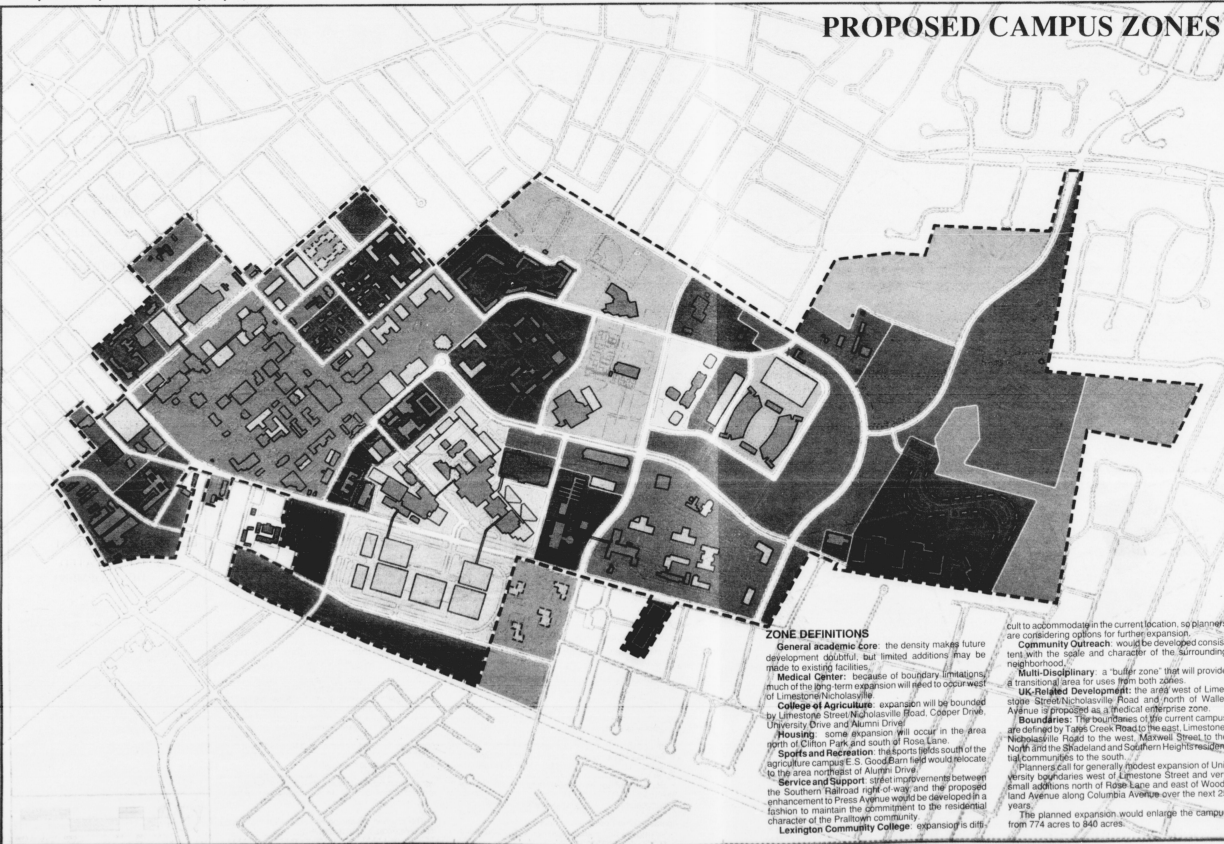 PROPOSED CAMPUS ZONES
ZONE DEFINITIONS
General academic core: the density makes future
development doubtful, but limited additions may be
made to existing facilities.
Medical Center: because of boundary limitations,
much of the long-term expansion will need to occur west
of Limestone/Nicholasville.
College of Agriculture: expansion will be bounded
by Limestone Street/Nicholasville Road, Cooper Drive,
University Drive and Alumni Drive.
Housing: some expansion will occur in the area
north of Clifton Park and south of Rose Lane.
Sports and Recreation: the sports fields south of the
agriculture campus E.S. Good Barn field would relocate
to the area northeast of Alumni Drive.
Service and Support: street improvements between
the Southern Railroad right-of-way and the proposed
enhancement to Press Avenue would be developed in a
fashion to maintain the commitment to the residential
character of the Pralltown community.
Lexington Community College: expansion is diffi-
cult to accommodate in the current location, so planners
are considering options for further expansion.
Community Outreach: would be developed consis-
tent with the scale and character of the surrounding
neighborhood.
Multi-Disciplinary: a "buffer zone" that will provide
a transitional area for uses from both zones.
UK-Related Development: the area west of Lime-
stone Street/Nicholasville Road and north of Waller
Avenue is proposed as a medical enterprise zone.
Boundaries: The boundaries of the current campus
are defined by Tates Creek Road to the east, Limestone/
Nicholasville Road to the west, Maxwell Street to the
North and the Shadeland and Southern Heights residen-
tial communities to the south.
Planners call for generally modest expansion of Uni-
versity boundaries west of Limestone Street and very
small additions north of Rose Lane and east of Wood-
land Avenue along Columbia Avenue over the next 25
years.
The planned expansion would enlarge the campus
from 774 acres to 840 acres.